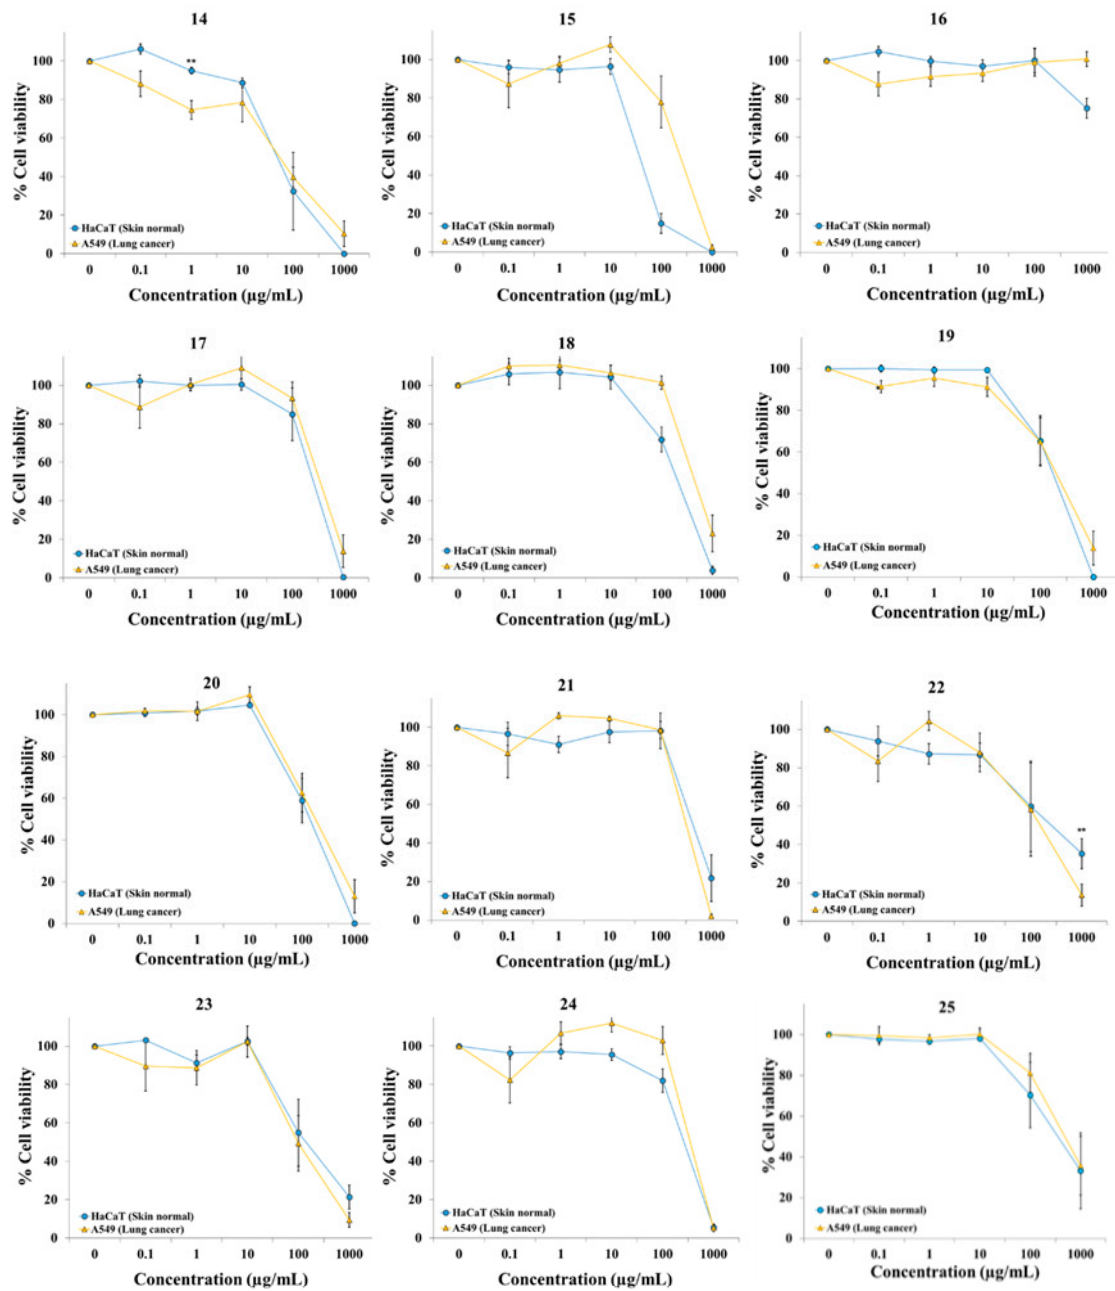 14
% Cell viability
100
80
60
40
20
0
**
HaCaT (Skin normal)
A549 (Lung cancer)
0 0.1 1 10 100 1000
Concentration (µg/mL)
15
% Cell viability
100
80
60
40
20
0
HaCaT (Skin normal)
A549 (Lung cancer)
0 0.1 1 10 100 1000
Concentration (µg/mL)
16
% Cell viability
100
80
60
40
20
0
HaCaT (Skin normal)
A549 (Lung cancer)
0 0.1 1 10 100 1000
Concentration (µg/mL)
17
% Cell viability
100
80
60
40
20
0
HaCaT (Skin normal)
A549 (Lung cancer)
0 0.1 1 10 100 1000
Concentration (µg/mL)
18
% Cell viability
100
80
60
40
20
0
HaCaT (Skin normal)
A549 (Lung cancer)
0 0.1 1 10 100 1000
Concentration (µg/mL)
19
% Cell viability
100
80
60
40
20
0
*
HaCaT (Skin normal)
A549 (Lung cancer)
0 0.1 1 10 100 1000
Concentration (µg/mL)
20
% Cell viability
100
80
60
40
20
0
HaCaT (Skin normal)
A549 (Lung cancer)
0 0.1 1 10 100 1000
Concentration (µg/mL)
21
% Cell viability
100
80
60
40
20
0
HaCaT (Skin normal)
A549 (Lung cancer)
0 0.1 1 10 100 1000
Concentration (µg/mL)
22
% Cell viability
100
80
60
40
20
0
**
HaCaT (Skin normal)
A549 (Lung cancer)
0 0.1 1 10 100 1000
Concentration (µg/mL)
23
% Cell viability
100
80
60
40
20
0
HaCaT (Skin normal)
A549 (Lung cancer)
0 0.1 1 10 100 1000
Concentration (µg/mL)
24
% Cell viability
100
80
60
40
20
0
HaCaT (Skin normal)
A549 (Lung cancer)
0 0.1 1 10 100 1000
Concentration (µg/mL)
25
% Cell viability
100
80
60
40
20
0
HaCaT (Skin normal)
A549 (Lung cancer)
0 0.1 1 10 100 1000
Concentration (µg/mL)